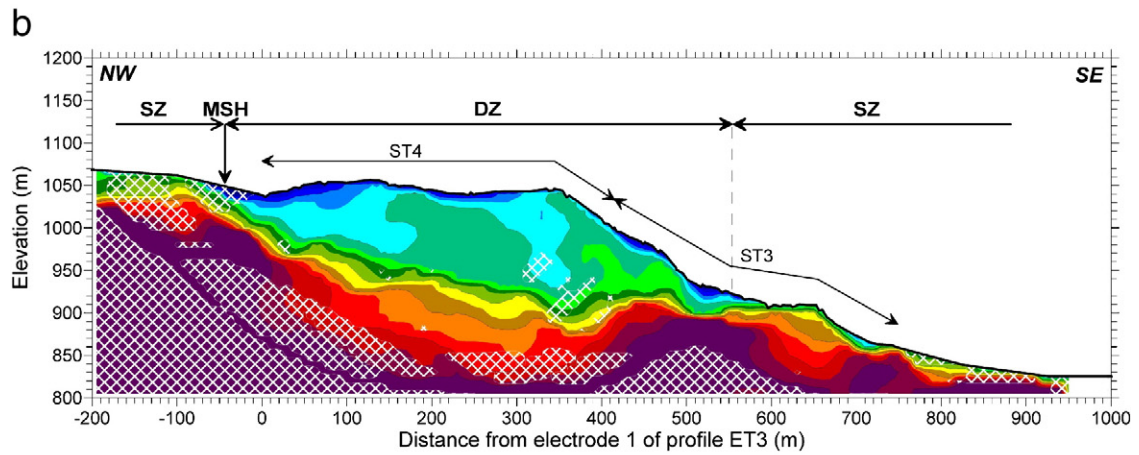 b
1200
1150
1100
1050
1000
950
900
850
800
Elevation (m)
NW
SE
SZ
MSH
DZ
SZ
ST4
ST3
-200 -100 0 100 200 300 400 500 600 700 800 900 1000
Distance from electrode 1 of profile ET3 (m)